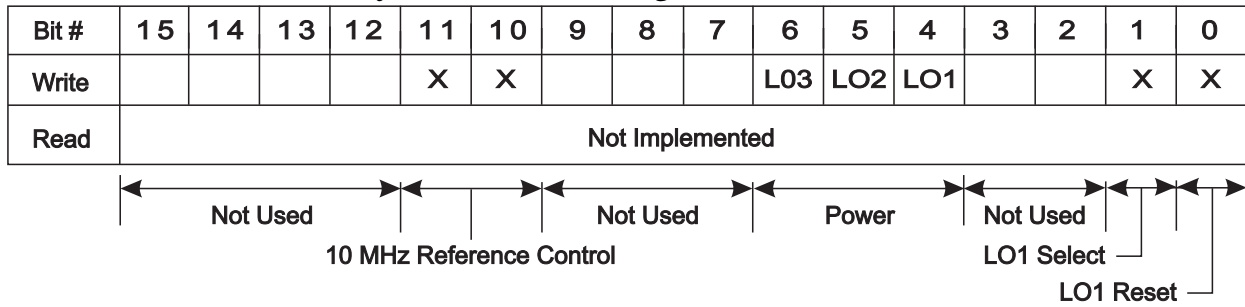 Bit # 15 14 13 12 11 10 9 8 7 6 5 4 3 2 1 0
Write X X L03 LO2 LO1 X X
Read Not Implemented
Not Used Not Used Power Not Used
10 MHz Reference Control LO1 Select
LO1 Reset